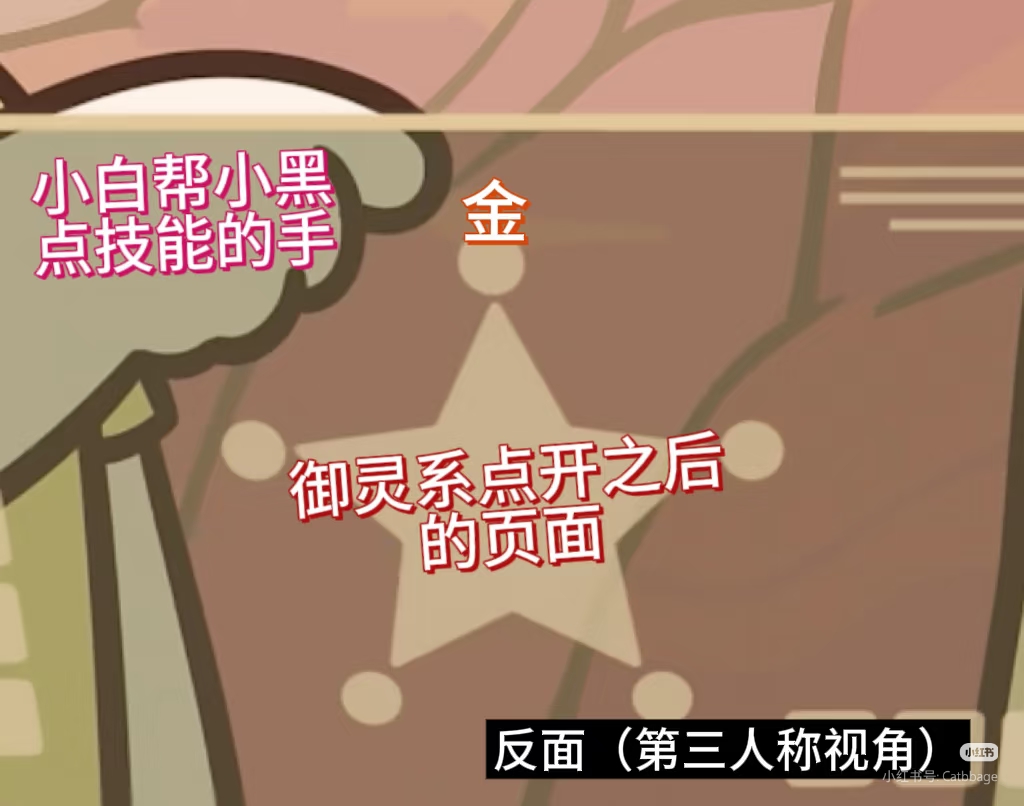 小白帮小黑
点技能的手
金
御灵系点开之后
的页面
反面（第三人称视角）
小红书
小红书号: Catbbage